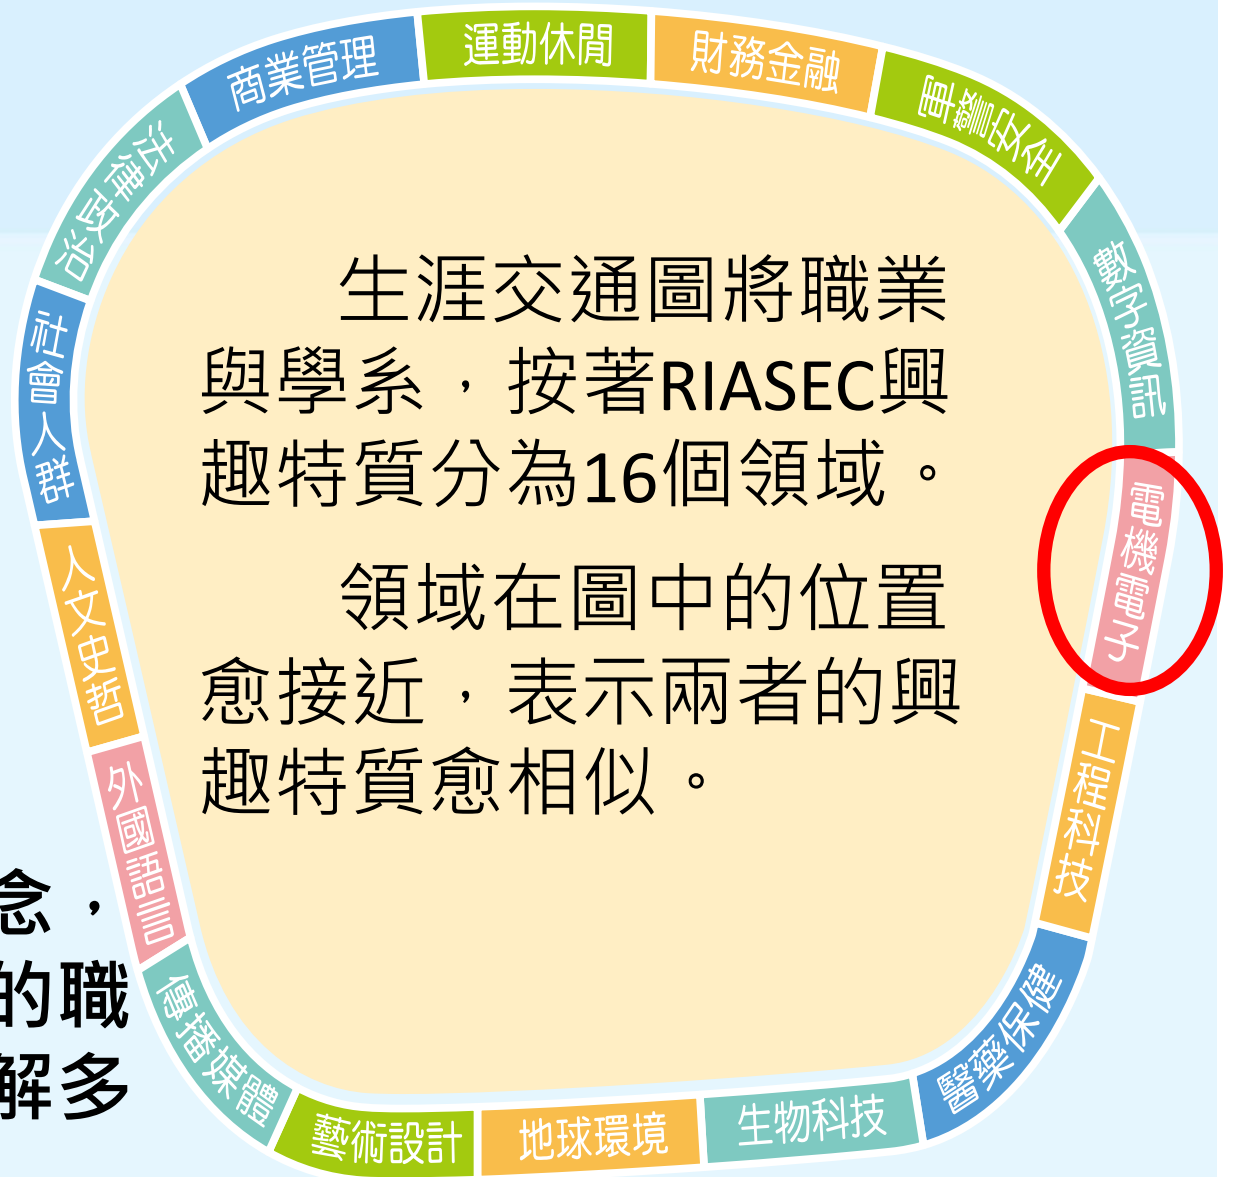 商業管理
運動休閒
財務金融
軍警安全
數字資訊
電機電子
工程科技
醫藥保健
生物科技
地球環境
藝術設計
傳播媒體
外國語言
人文史哲
社會人群
法律政治
生涯交通圖將職業
與學系，按著RIASEC興
趣特質分為16個領域。
領域在圖中的位置
愈接近，表示兩者的興
趣特質愈相似。
念，
的職
解多